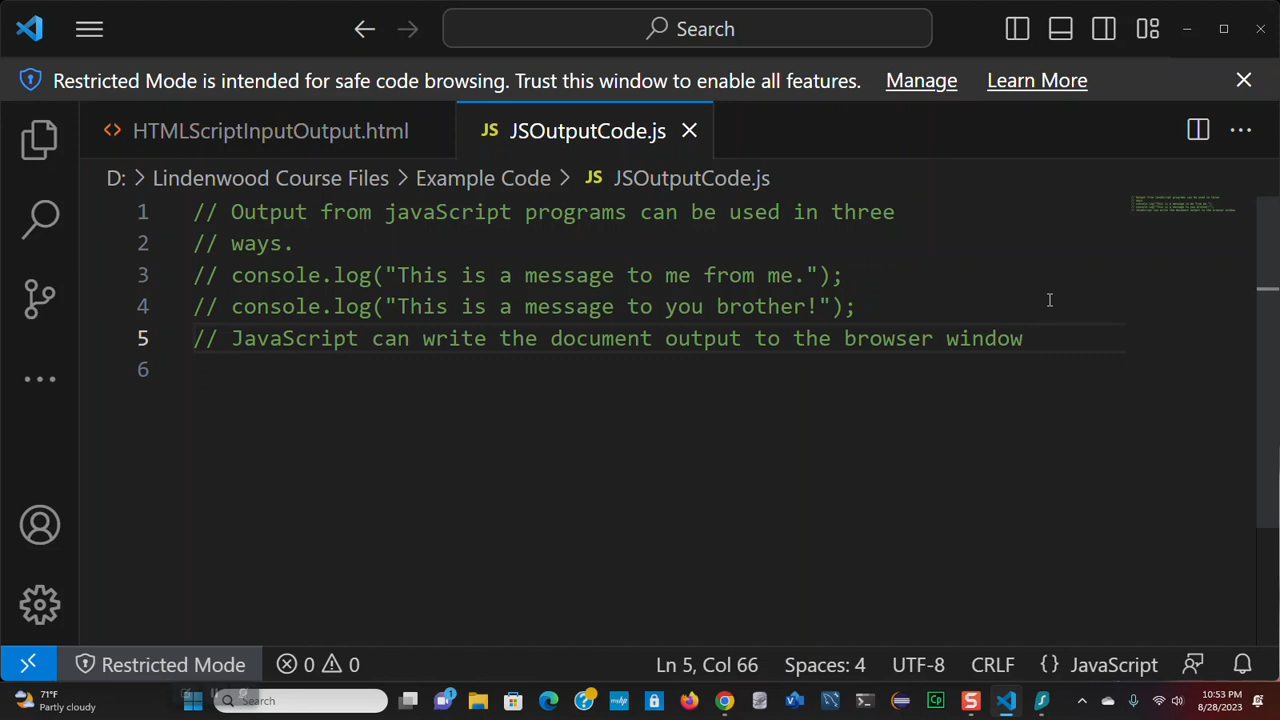 Search
Restricted Mode is intended for safe code browsing. Trust this window to enable all features. Manage Learn More
HTMLScriptInputOutput.html
JS JSOutputCode.js
D: > Lindenwood Course Files > Example Code > JS JSOutputCode.js
1 // Output from javaScript programs can be used in three
2 // ways.
3 // console.log("This is a message to me from me.");
4 // console.log("This is a message to you brother!");
5 // JavaScript can write the document output to the browser window
6
Restricted Mode 0 0 Ln 5, Col 66 Spaces: 4 UTF-8 CRLF {} JavaScript
71°F
Partly cloudy
Search
1
Cp
S
10:53 PM
8/28/2023